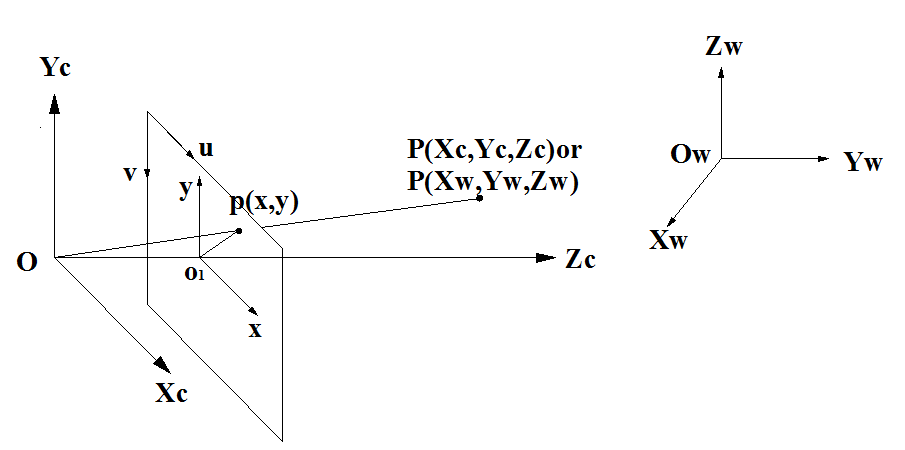 Yc
Zw
u
v
y
p(x,y)
P(Xc,Yc,Zc)or
P(Xw,Yw,Zw)
Ow
Yw
Xw
O
o1
Zc
x
Xc